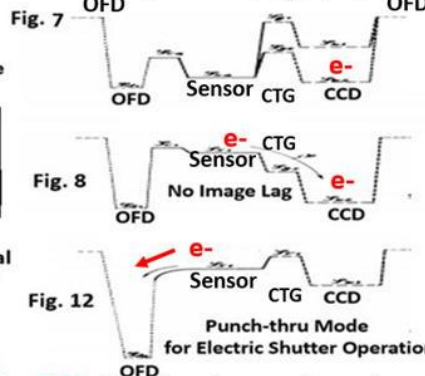 OFD OFD
Fig. 7
e-
OFD Sensor CTG CCD
e- CTG
Sensor e-
Fig. 8 No Image Lag
OFD CCD
al
e-
Sensor
Fig. 12 CTG CCD
Punch-thru Mode
for Electric Shutter Operation
OFD